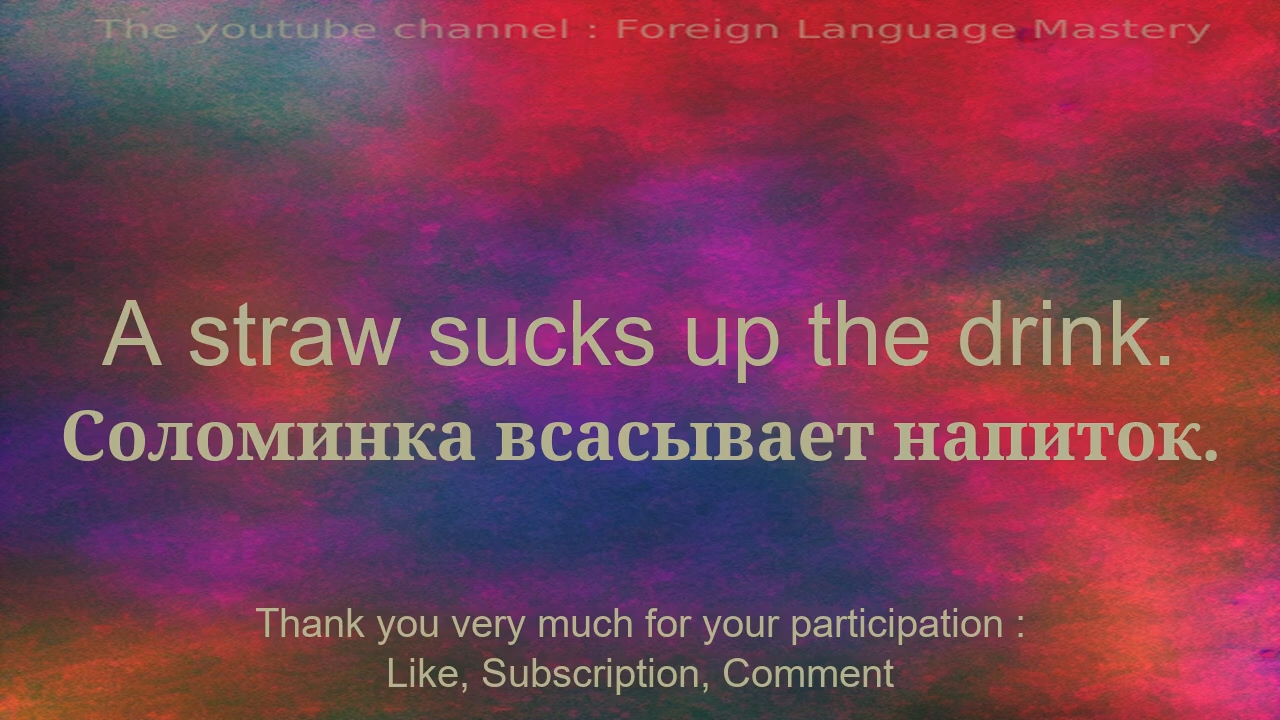 The youtube channel : Foreign Language Mastery
A straw sucks up the drink.
Соломинка всасывает напиток.
Thank you very much for your participation :
Like, Subscription, Comment